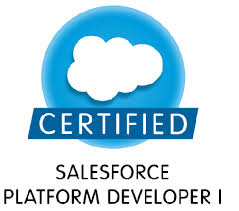 CERTIFIED
SALESFORCE
PLATFORM DEVELOPER I